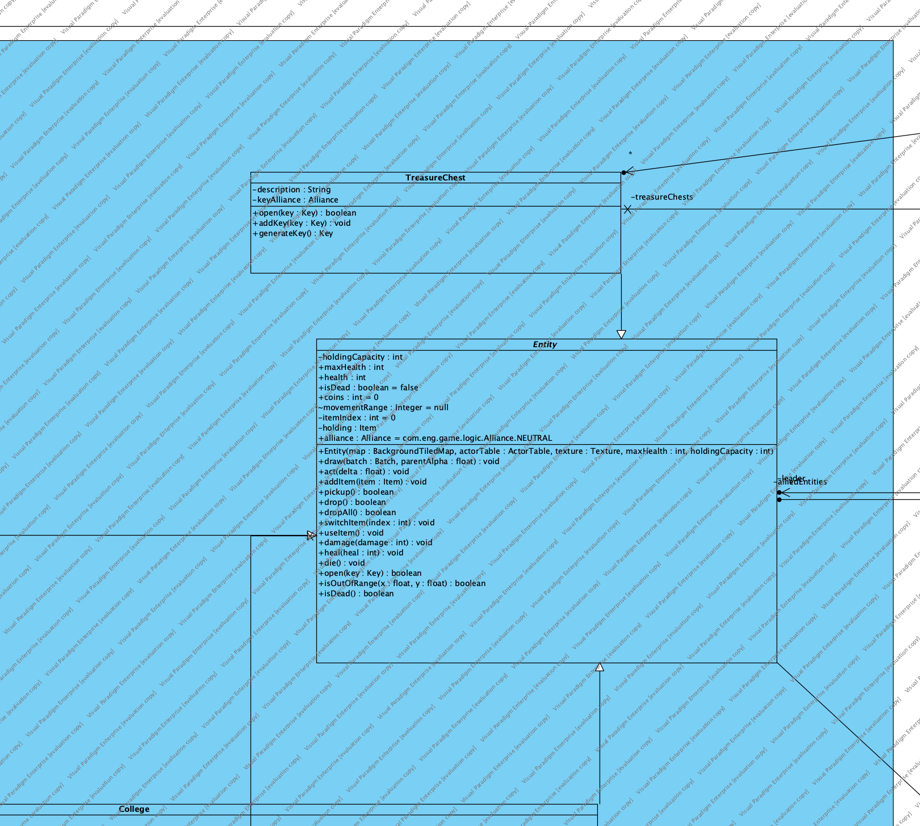 *
TreasureChest
-description : String
-keyAlliance : Alliance
-treasureChests
+open(key : Key) : boolean
+addKey(key : Key) : void
+generateKey() : Key
Entity
-holdingCapacity : int
+maxHealth : int
+health : int
+isDead : boolean = false
+coins : int = 0
~movementRange : Integer = null
-itemIndex : int = 0
-holding : Item
+alliance : Alliance = com.eng.game.logic.Alliance.NEUTRAL
+Entity(map : BackgroundTiledMap, actorTable : ActorTable, texture : Texture, maxHealth : int, holdingCapacity : int)
+draw(batch : Batch, parentAlpha : float) : void
+act(delta : float) : void
+addItem(item : Item) : void
-leader
-alliedEntities
+pickup() : boolean
+drop() : boolean
+dropAll() : boolean
+switchItem(index : int) : void
+useItem() : void
+damage(damage : int) : void
+heal(heal : int) : void
+die() : void
+open(key : Key) : boolean
+isOutOfRange(x : float, y : float) : boolean
+isDead() : boolean
College
Visual Paradigm Enterprise [evaluation copy]